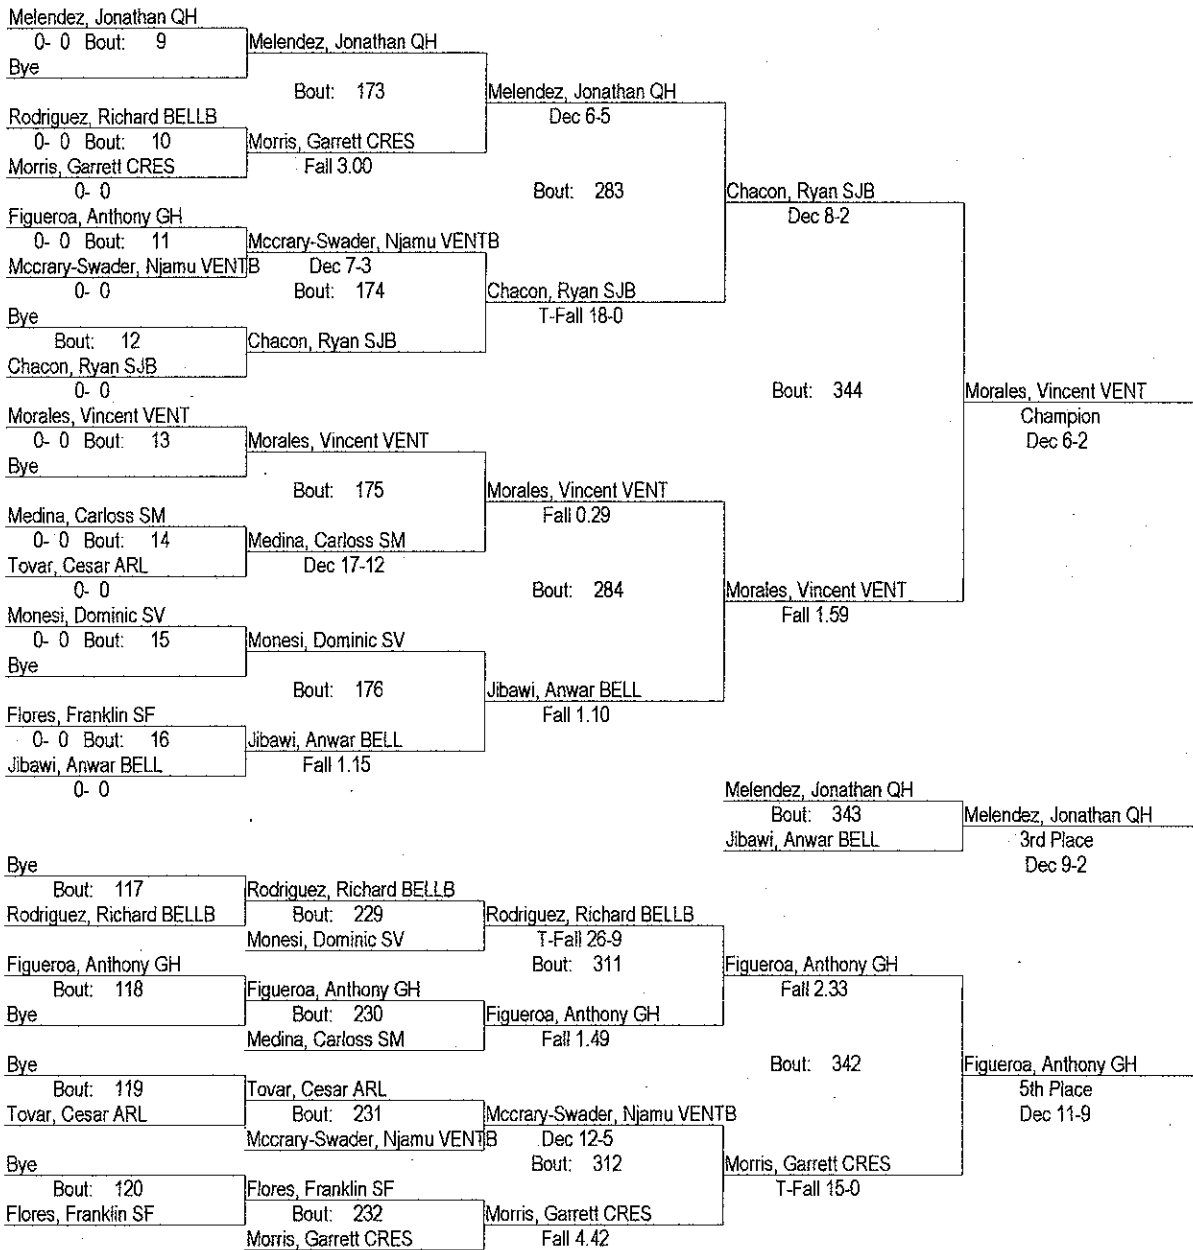 Melendez, Jonathan QH
0- 0 Bout: 9
Bye
Melendez, Jonathan QH
Bout: 173
Rodriguez, Richard BELLB
0- 0 Bout: 10
Morris, Garrett CRES
0- 0
Morris, Garrett CRES
Fall 3.00
Melendez, Jonathan QH
Dec 6-5
Bout: 283
Figueroa, Anthony GH
0- 0 Bout: 11
Mccrary-Swader, Njamu VENTB
0- 0
Mccrary-Swader, Njamu VENTB
Dec 7-3
Bout: 174
Bye
Bout: 12
Chacon, Ryan SJB
0- 0
Chacon, Ryan SJB
Chacon, Ryan SJB
T-Fall 18-0
Chacon, Ryan SJB
Dec 8-2
Bout: 344
Morales, Vincent VENT
Champion
Dec 6-2
Morales, Vincent VENT
0- 0 Bout: 13
Bye
Morales, Vincent VENT
Bout: 175
Medina, Carloss SM
0- 0 Bout: 14
Tovar, Cesar ARL
0- 0
Medina, Carloss SM
Dec 17-12
Morales, Vincent VENT
Fall 0.29
Bout: 284
Monesi, Dominic SV
0- 0 Bout: 15
Bye
Monesi, Dominic SV
Bout: 176
Flores, Franklin SF
0- 0 Bout: 16
Jibawi, Anwar BELL
0- 0
Jibawi, Anwar BELL
Fall 1.15
Jibawi, Anwar BELL
Fall 1.10
Morales, Vincent VENT
Fall 1.59
Melendez, Jonathan QH
Bout: 343
Jibawi, Anwar BELL
Melendez, Jonathan QH
3rd Place
Dec 9-2
Bye
Bout: 117
Rodriguez, Richard BELLB
Rodriguez, Richard BELLB
Bout: 229
Monesi, Dominic SV
Rodriguez, Richard BELLB
T-Fall 26-9
Bout: 311
Figueroa, Anthony GH
Bout: 118
Bye
Figueroa, Anthony GH
Bout: 230
Medina, Carloss SM
Figueroa, Anthony GH
Fall 1.49
Figueroa, Anthony GH
Fall 2.33
Bout: 342
Figueroa, Anthony GH
5th Place
Dec 11-9
Bye
Bout: 119
Tovar, Cesar ARL
Tovar, Cesar ARL
Bout: 231
Mccrary-Swader, Njamu VENTB
Mccrary-Swader, Njamu VENTB
Dec 12-5
Bout: 312
Bye
Bout: 120
Flores, Franklin SF
Flores, Franklin SF
Bout: 232
Morris, Garrett CRES
Morris, Garrett CRES
Fall 4.42
Morris, Garrett CRES
T-Fall 15-0